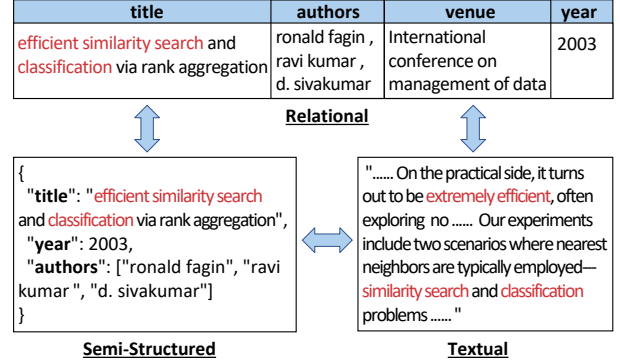 title authors venue year
efficient similarity search and
classification via rank aggregation
ronald fagin ,
ravi kumar ,
d. sivakumar
International
conference on
management of data
2003
Relational
{
"title": "efficient similarity search
and classification via rank aggregation",
"year": 2003,
"authors": ["ronald fagin", "ravi
kumar ", "d. sivakumar"]
}
Semi-Structured
"...... On the practical side, it turns
out to be extremely efficient, often
exploring no ...... Our experiments
include two scenarios where nearest
neighbors are typically employed—
similarity search and classification
problems ...... "
Textual